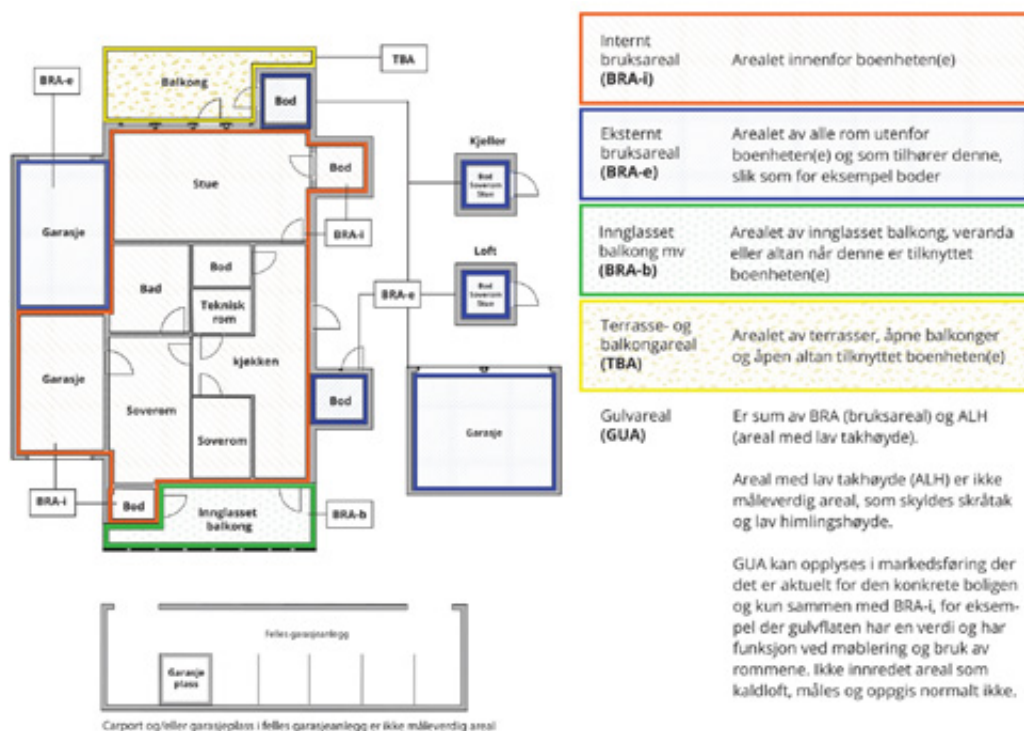 TBA
BRA-e
Balkong
Bod
Kjeller
Bod
Soverom
Stue
Stue
Bod
BRA-i
Garasje
Loft
Bod
Bad
Teknisk
rom
BRA-e
Bod
Soverom
Stue
kjøkken
Garasje
Soverom
Bod
Soverom
Garasje
BRA-i
Bod
Innglasset
balkong
BRA-b
Felles garasjeanlegg
Garasje
plass
Carport og/eller garasjeplass i felles garasjeanlegg er ikke måleverdig areal
Internt
bruksareal
(BRA-i)
Arealet innenfor boenheten(e)
Eksternt
bruksareal
(BRA-e)
Arealet av alle rom utenfor
boenheten(e) og som tilhører denne,
slik som for eksempel boder
Innglasset
balkong mv
(BRA-b)
Arealet av innglasset balkong, veranda
eller altan når denne er tilknyttet
boenheten(e)
Terrasse- og
balkongareal
(TBA)
Arealet av terrasser, åpne balkonger
og åpen altan tilknyttet boenheten(e)
Gulvareal
(GUA)
Er sum av BRA (bruksareal) og ALH
(areal med lav takhøyde).
Areal med lav takhøyde (ALH) er ikke
måleverdig areal, som skyldes skråtak
og lav himlingshøyde.
GUA kan opplyses i markedsføring der
det er aktuelt for den konkrete boligen
og kun sammen med BRA-i, for eksem-
pel der gulvflaten har en verdi og har
funksjon ved møblering og bruk av
rommene. Ikke innredet areal som
kaldloft, måles og oppgis normalt ikke.